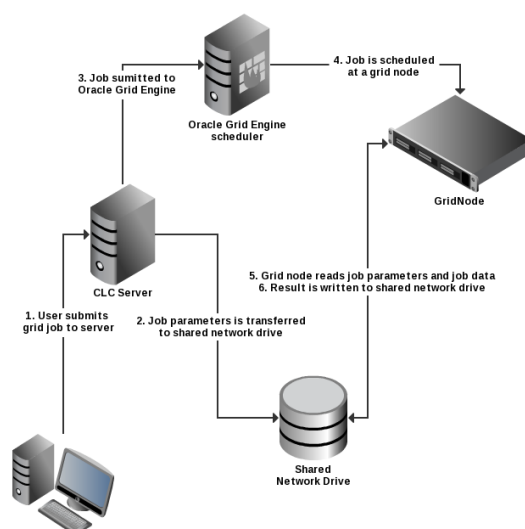 4. Job is scheduled
at a grid node
3. Job sumitted to
Oracle Grid Engine
Oracle Grid Engine
scheduler
GridNode
CLC Server
5. Grid node reads job parameters and job data
6. Result is written to shared network drive
1. User submits
grid job to server
2. Job parameters is transferred
to shared network drive
Shared
Network Drive